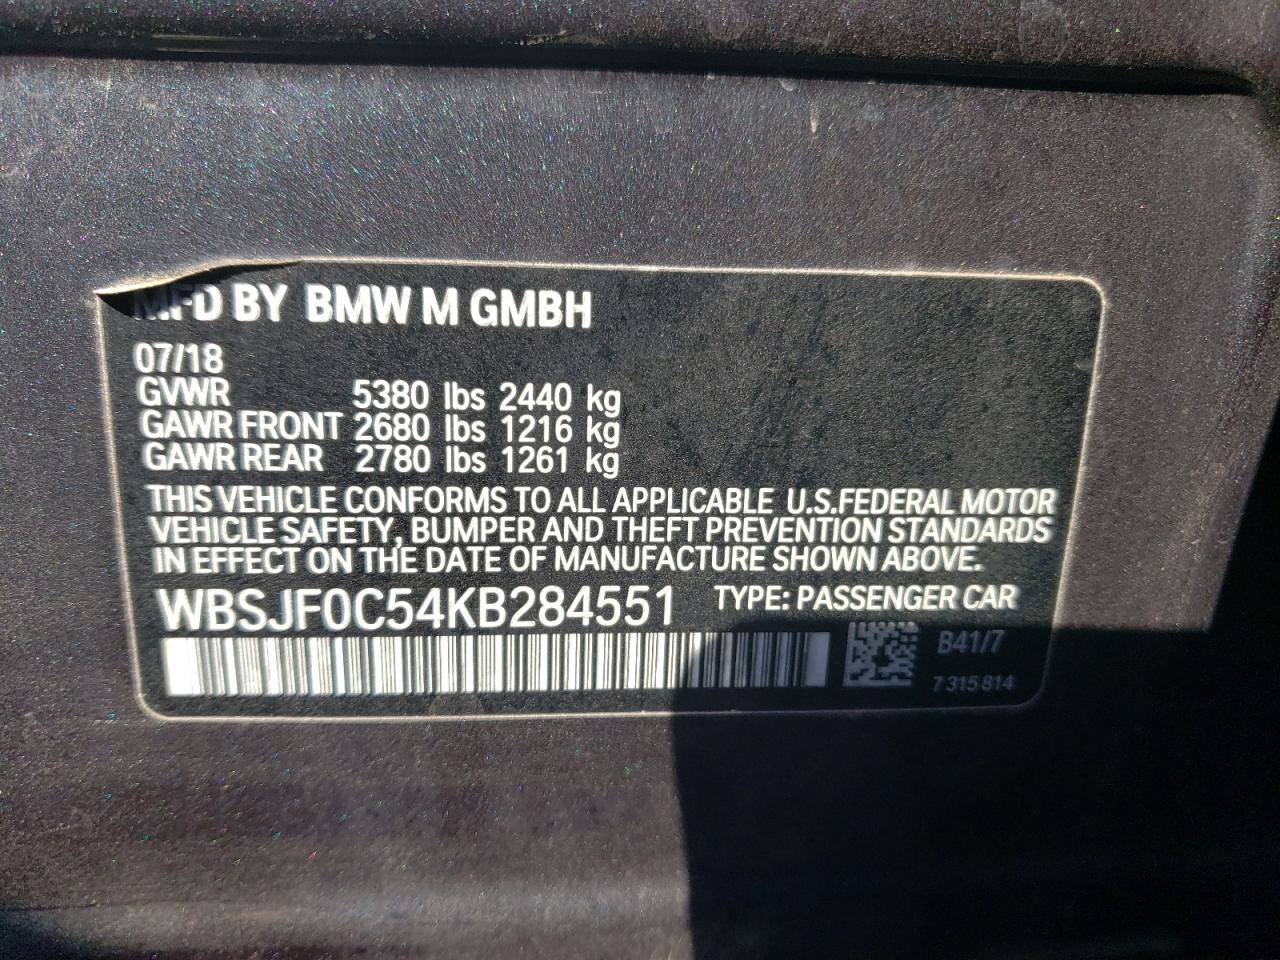 MFD BY BMW M GMBH
07/18
GVWR 5380 lbs 2440 kg
GAWR FRONT 2680 lbs 1216 kg
GAWR REAR 2780 lbs 1261 kg
THIS VEHICLE CONFORMS TO ALL APPLICABLE U.S.FEDERAL MOTOR
VEHICLE SAFETY, BUMPER AND THEFT PREVENTION STANDARDS
IN EFFECT ON THE DATE OF MANUFACTURE SHOWN ABOVE.
WBSJF0C54KB284551 TYPE: PASSENGER CAR
B41/7
7 315 814